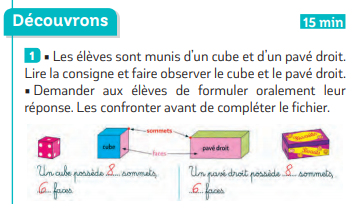 Découvrons
15 min
1 ▪ Les élèves sont munis d'un cube et d'un pavé droit.
Lire la consigne et faire observer le cube et le pavé droit.
▪ Demander aux élèves de formuler oralement leur
réponse. Les confronter avant de compléter le fichier.
sommets
cube
pavé droit
faces
Un cube possède 8 sommets,
6 faces.
Un pavé droit possède 8 sommets,
6 faces.